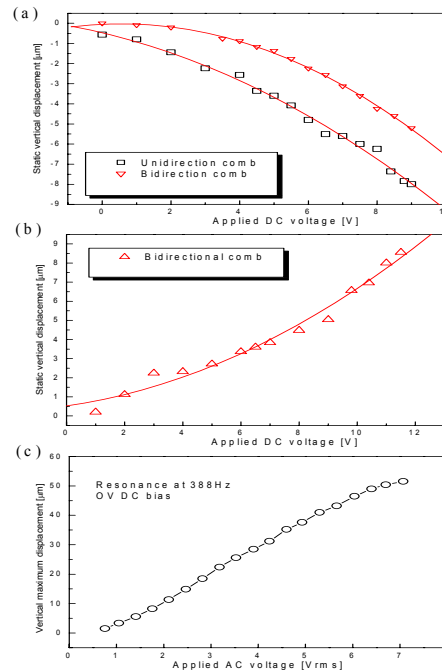 (a)
0
-1
-2
-3
-4
-5
-6
-7
-8
-9
Static vertical displacement [µm]
Unidirection comb
Bidirection comb
0 2 4 6 8 10
Applied DC voltage [V]
(b)
9
8
7
6
5
4
3
2
1
0
Static vertical displacement [µm]
Bidirectional comb
0 2 4 6 8 10 12
Applied DC voltage [V]
(c)
60
50
40
30
20
10
0
Vertical maximum displacement [µm]
Resonance at 388Hz
0V DC bias
0 1 2 3 4 5 6 7
Applied AC voltage [Vrms]